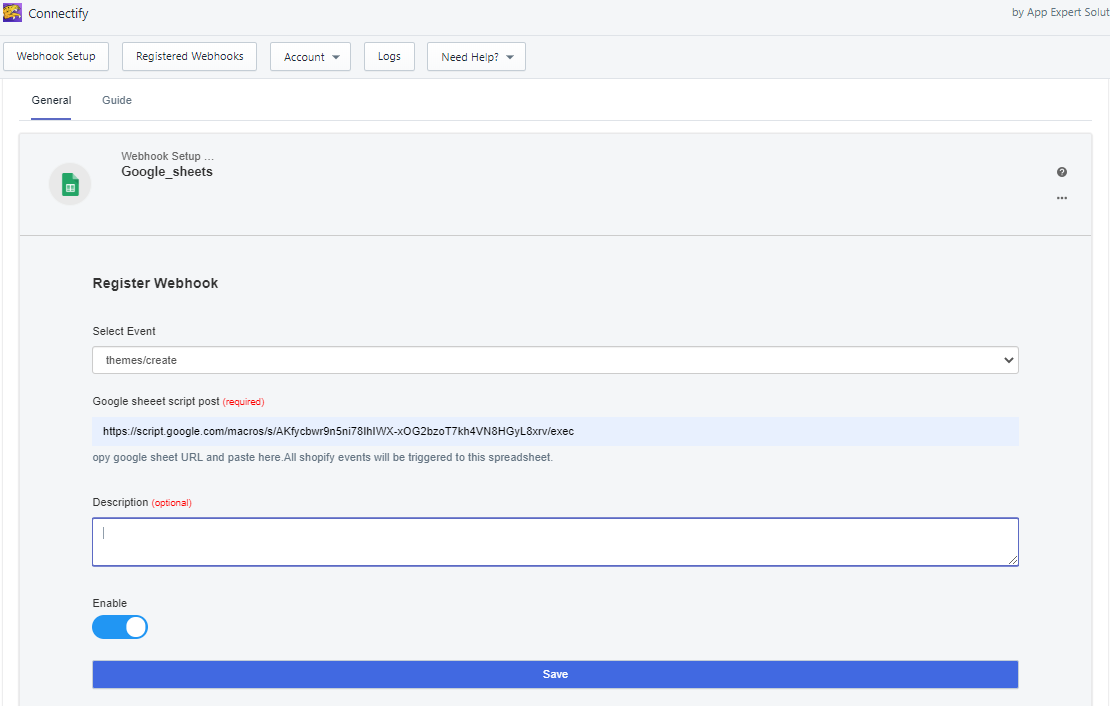 Connectify
by App Expert Solut
Webhook Setup
Registered Webhooks
Account
Logs
Need Help?
General
Guide
Webhook Setup ...
Google_sheets
Register Webhook
Select Event
themes/create
Google sheeet script post (required)
https://script.google.com/macros/s/AKfycbwr9n5ni78IhIWX-xOG2bzoT7kh4VN8HGyL8xrv/exec
opy google sheet URL and paste here.All shopify events will be triggered to this spreadsheet.
Description (optional)
Enable
Save